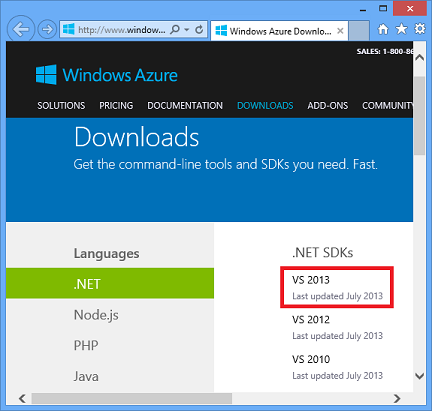 http://www.window...
Windows Azure Downlo...
SALES: 1-800-86
Windows Azure
SOLUTIONS PRICING DOCUMENTATION DOWNLOADS ADD-ONS COMMUNITY
Downloads
Get the command-line tools and SDKs you need. Fast.
Languages
.NET
Node.js
PHP
Java
.NET SDKs
VS 2013
Last updated July 2013
VS 2012
Last updated July 2013
VS 2010
Last updated July 2013